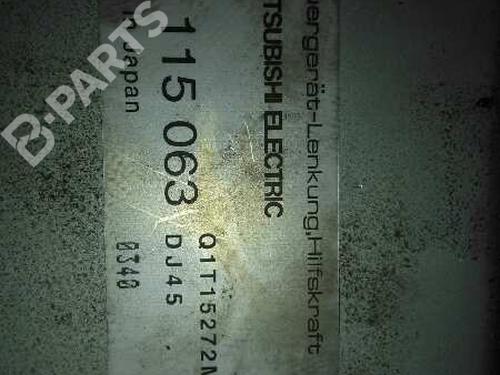 uergerät-Lenkung,Hilfskraft
TSUBISHI ELECTRIC
Q1T15272M
115 063 DJ45
n Japan 0340
B-PARTS